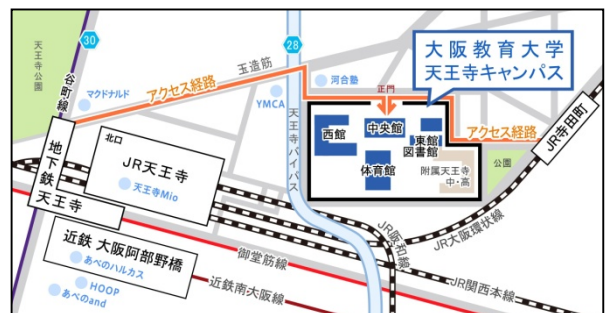 天王寺公園
30
谷町線
マクドナルド
アクセス経路
玉造筋
28
YMCA
河合塾
正門
大阪教育大学
天王寺キャンパス
西館
中央館
東館
図書館
体育館
附属天王寺
中・高
アクセス経路
公園
JR寺田町
天王寺バイパス
北口
JR天王寺
天王寺Mio
地下鉄
天王寺
近鉄 大阪阿部野橋
あべのハルカス
HOOP
あべのand
御堂筋線
近鉄南大阪線
JR阪和線
JR大阪環状線
JR関西本線